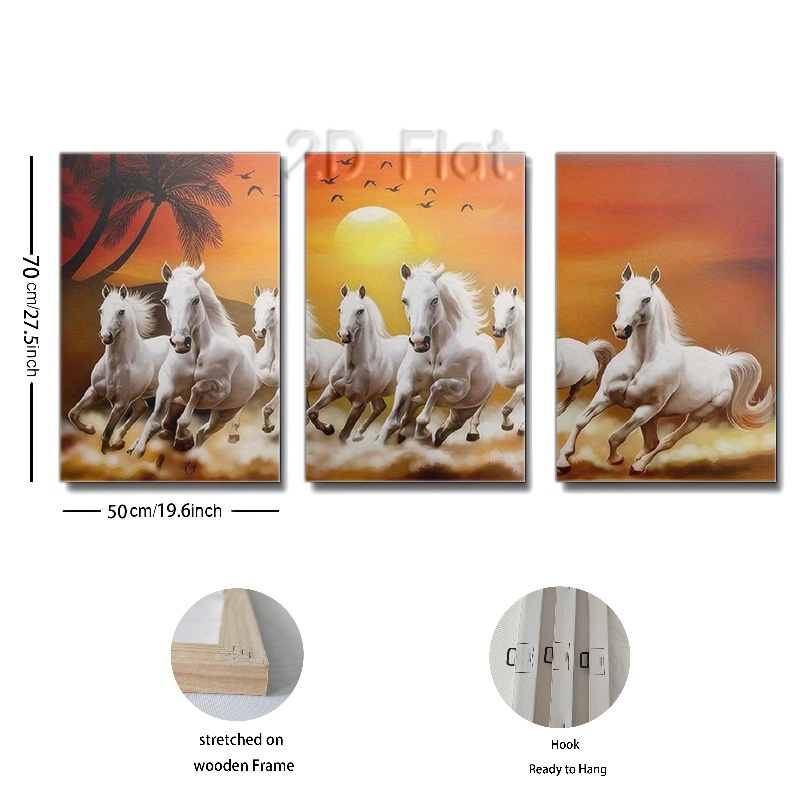 2D Flat
70 cm/27.5inch
50 cm/19.6inch
stretched on
wooden Frame
Hook
Ready to Hang